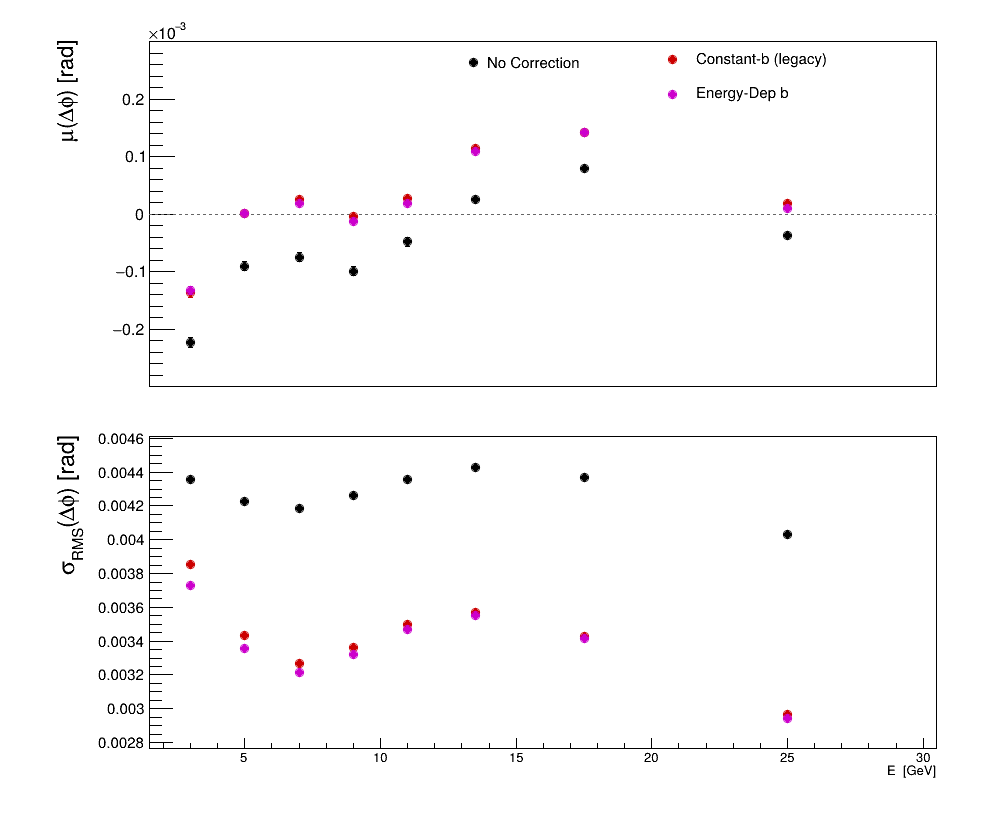 ×10⁻³
μ(Δϕ) [rad]
No Correction
Constant-b (legacy)
Energy-Dep b
0.2
0.1
0
−0.1
−0.2
σRMS(Δϕ) [rad]
0.0046
0.0044
0.0042
0.004
0.0038
0.0036
0.0034
0.0032
0.003
0.0028
5 10 15 20 25 30
E [GeV]